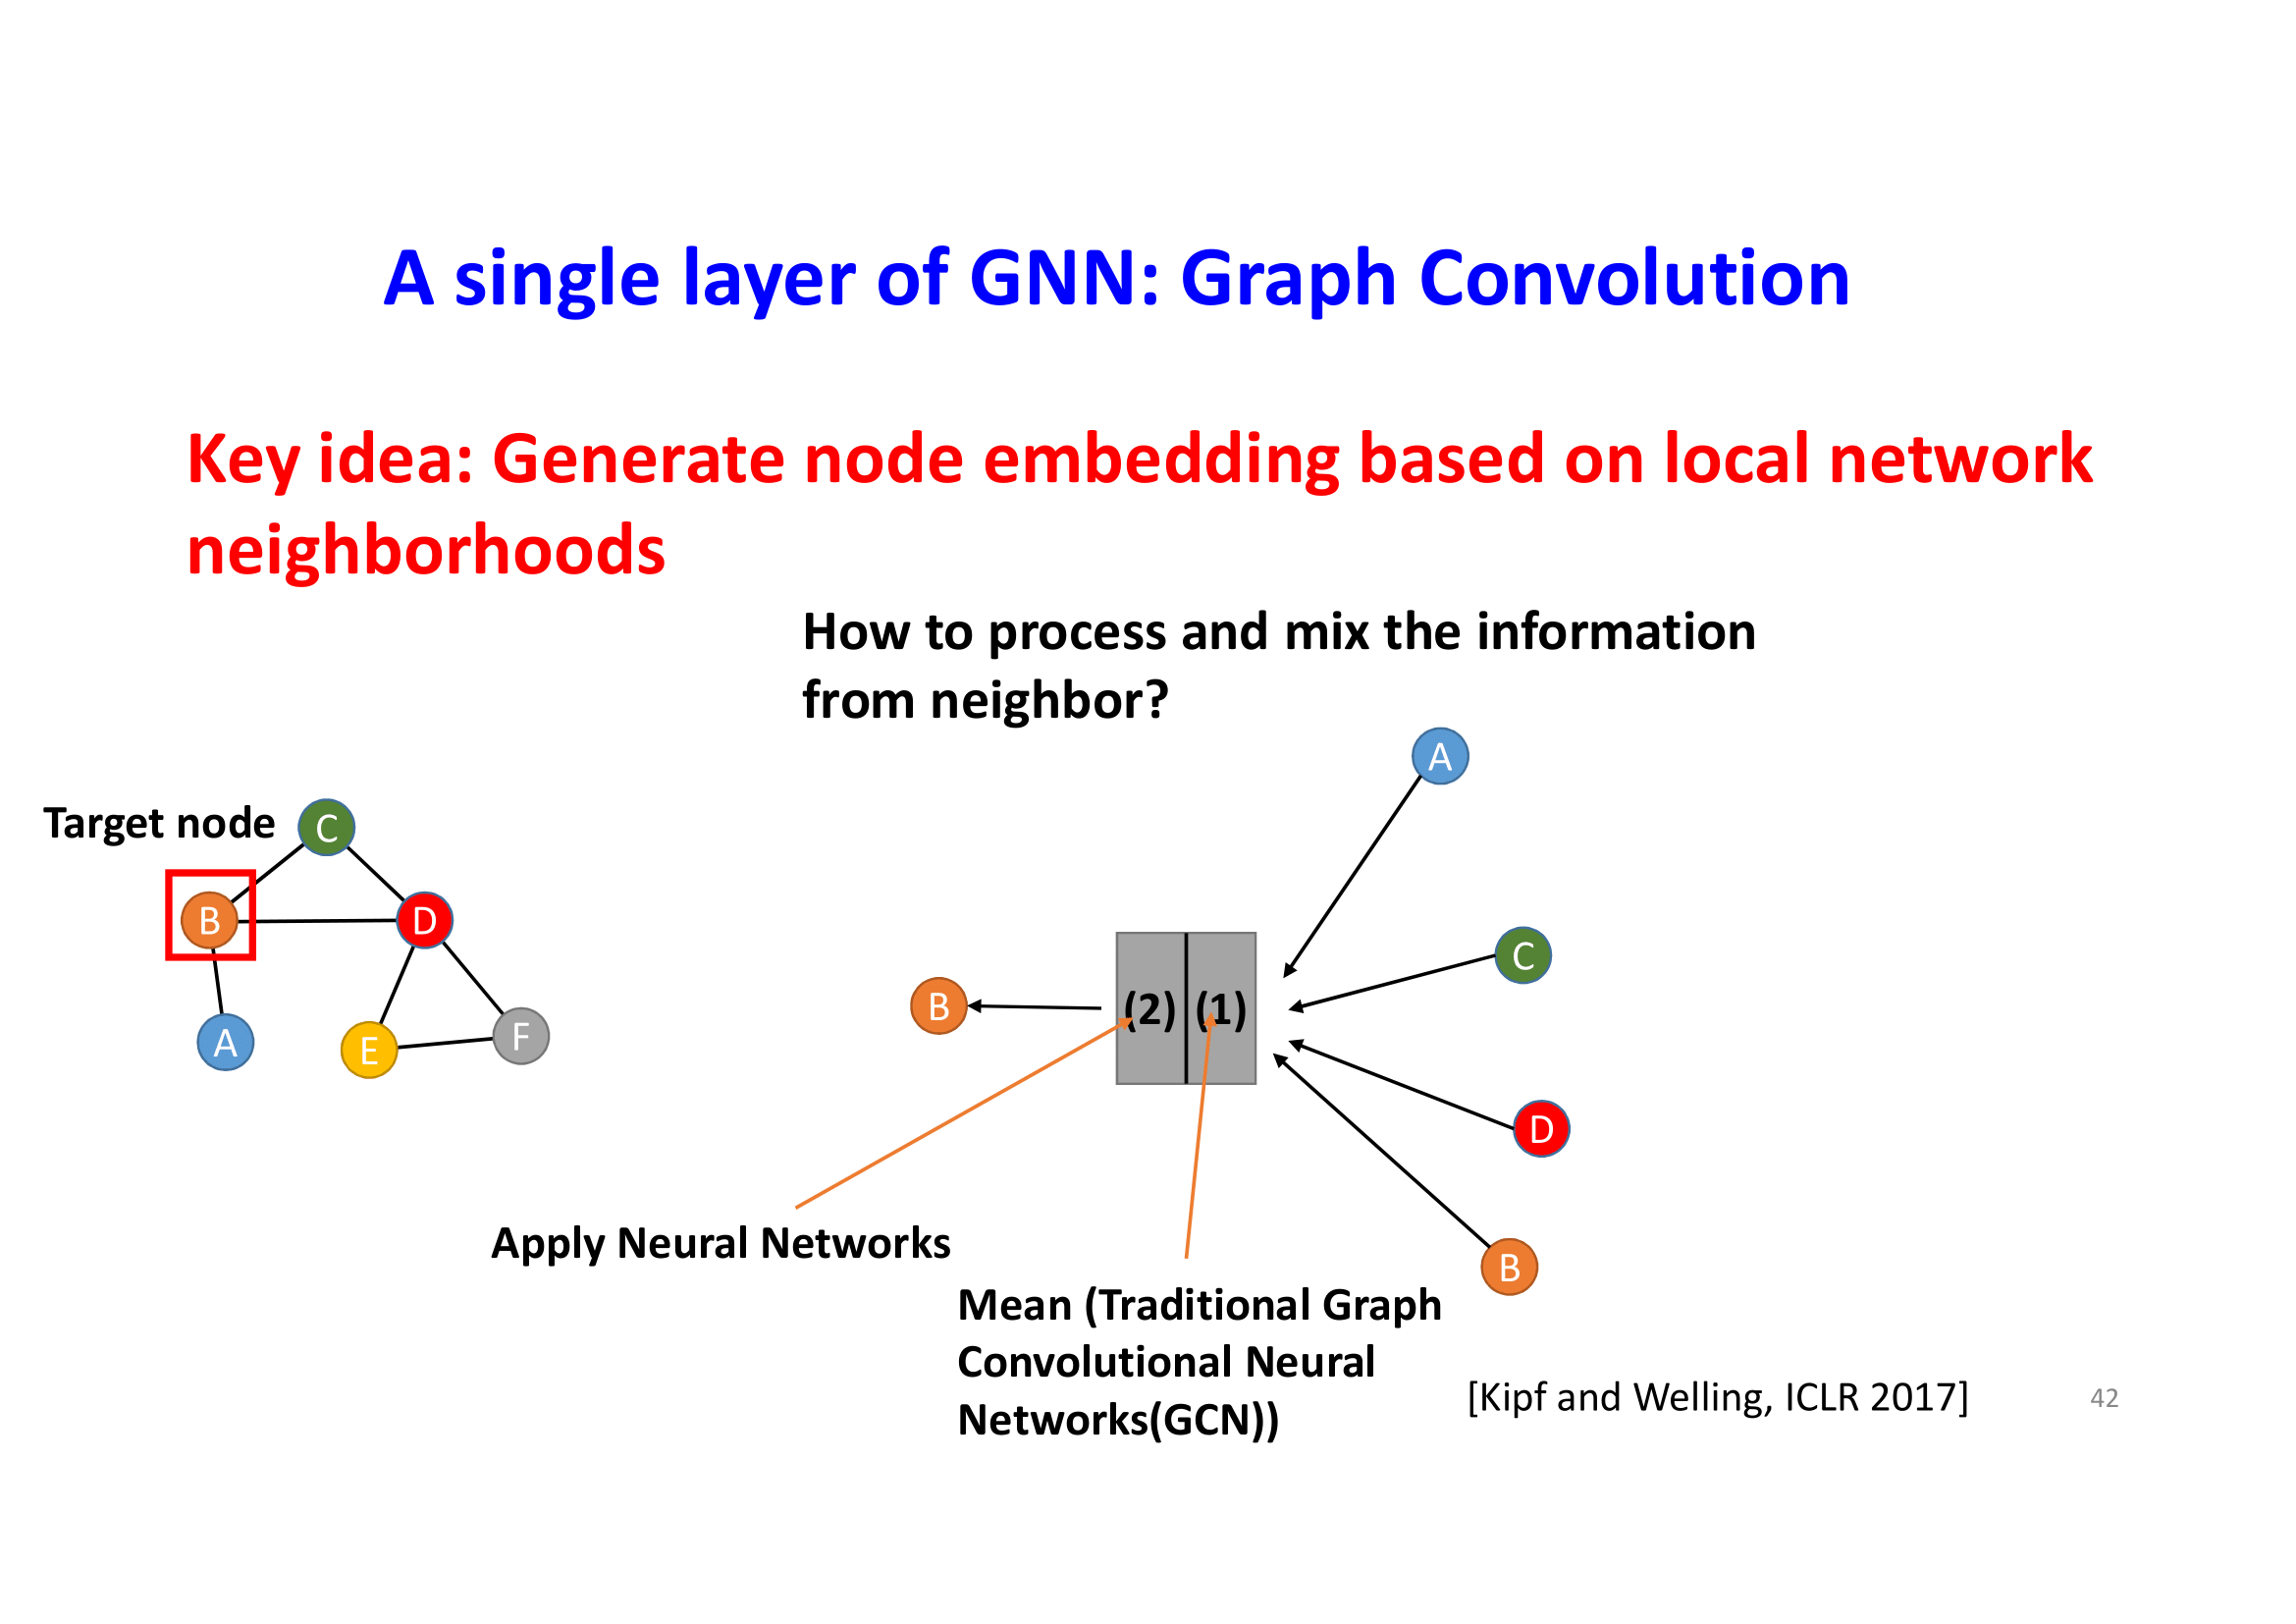 A single layer of GNN: Graph Convolution
Key idea: Generate node embedding based on local network
neighborhoods
How to process and mix the information
from neighbor?
Target node
C
B
D
A
E
F
A
C
D
B
B
(2)
(1)
Apply Neural Networks
Mean (Traditional Graph
Convolutional Neural
Networks(GCN))
[Kipf and Welling, ICLR 2017]
42